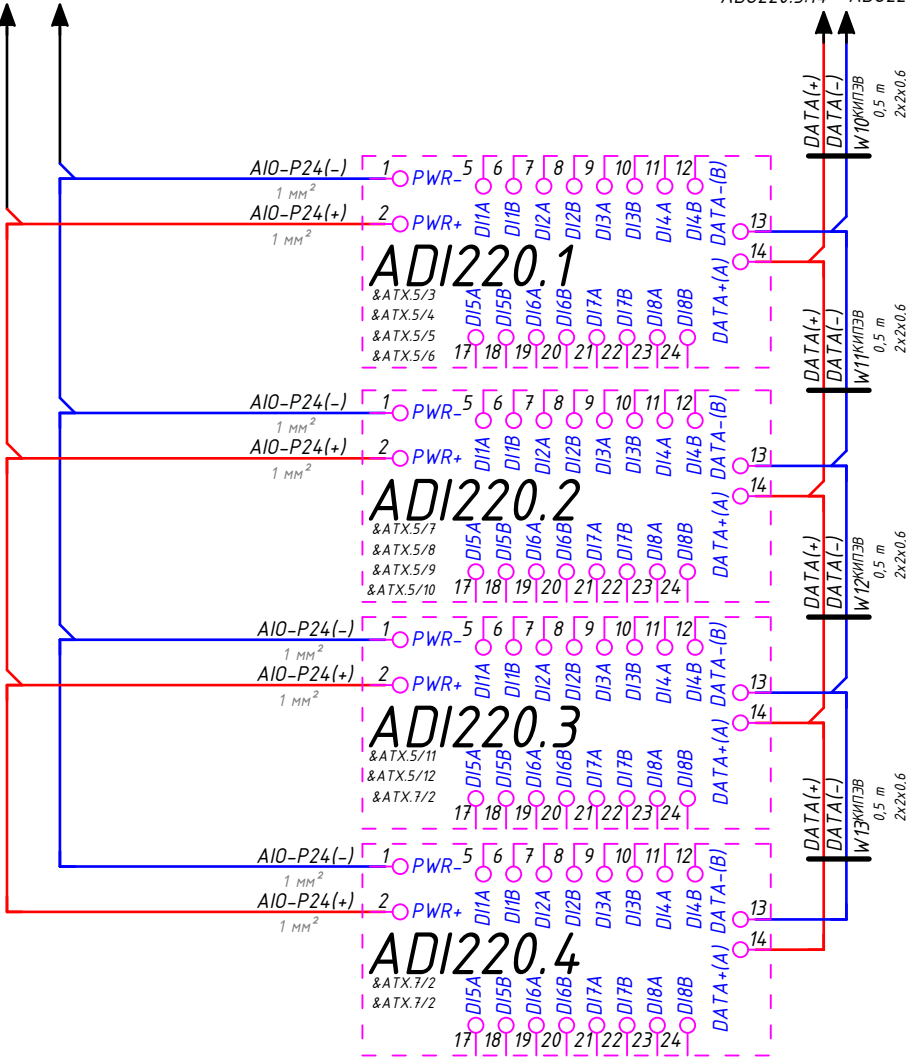 DATA(+)
DATA(-)
W10
КИПЭВ
0,5 m
2x2x0.6
AIO-P24(-)
1 мм²
AIO-P24(+)
1 мм²
1 PWR-
2 PWR+
5 6 7 8 9 10 11 12
DI1A DI1B DI2A DI2B DI3A DI3B DI4A DI4B
DATA-(B) 13
DATA+(A) 14
ADI220.1
&ATX.5/3
&ATX.5/4
&ATX.5/5
&ATX.5/6
DI5A DI5B DI6A DI6B DI7A DI7B DI8A DI8B
17 18 19 20 21 22 23 24
DATA(+)
DATA(-)
W11
КИПЭВ
0,5 m
2x2x0.6
AIO-P24(-)
1 мм²
AIO-P24(+)
1 мм²
1 PWR-
2 PWR+
5 6 7 8 9 10 11 12
DI1A DI1B DI2A DI2B DI3A DI3B DI4A DI4B
DATA-(B) 13
DATA+(A) 14
ADI220.2
&ATX.5/7
&ATX.5/8
&ATX.5/9
&ATX.5/10
DI5A DI5B DI6A DI6B DI7A DI7B DI8A DI8B
17 18 19 20 21 22 23 24
DATA(+)
DATA(-)
W12
КИПЭВ
0,5 m
2x2x0.6
AIO-P24(-)
1 мм²
AIO-P24(+)
1 мм²
1 PWR-
2 PWR+
5 6 7 8 9 10 11 12
DI1A DI1B DI2A DI2B DI3A DI3B DI4A DI4B
DATA-(B) 13
DATA+(A) 14
ADI220.3
&ATX.5/11
&ATX.5/12
&ATX.7/2
DI5A DI5B DI6A DI6B DI7A DI7B DI8A DI8B
17 18 19 20 21 22 23 24
DATA(+)
DATA(-)
W13
КИПЭВ
0,5 m
2x2x0.6
AIO-P24(-)
1 мм²
AIO-P24(+)
1 мм²
1 PWR-
2 PWR+
5 6 7 8 9 10 11 12
DI1A DI1B DI2A DI2B DI3A DI3B DI4A DI4B
DATA-(B) 13
DATA+(A) 14
ADI220.4
&ATX.7/2
&ATX.7/2
DI5A DI5B DI6A DI6B DI7A DI7B DI8A DI8B
17 18 19 20 21 22 23 24